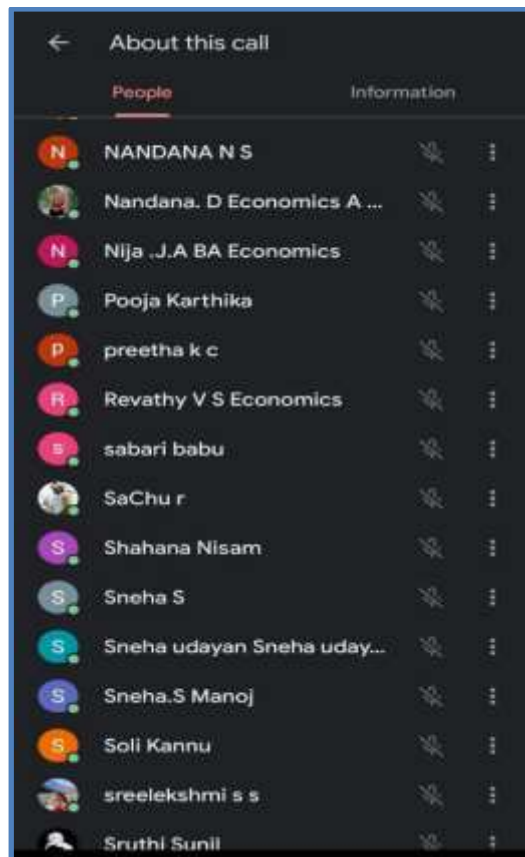 About this call
People Information
N NANDANA N S
Nandana. D Economics A ...
N Nija .J.A BA Economics
P Pooja Karthika
P preetha k c
R Revathy V S Economics
s sabari babu
SaChu r
S Shahana Nisam
S Sneha S
S Sneha udayan Sneha uday...
S Sneha.S Manoj
S Soli Kannu
sreelekshmi s s
Sruthi Sunil